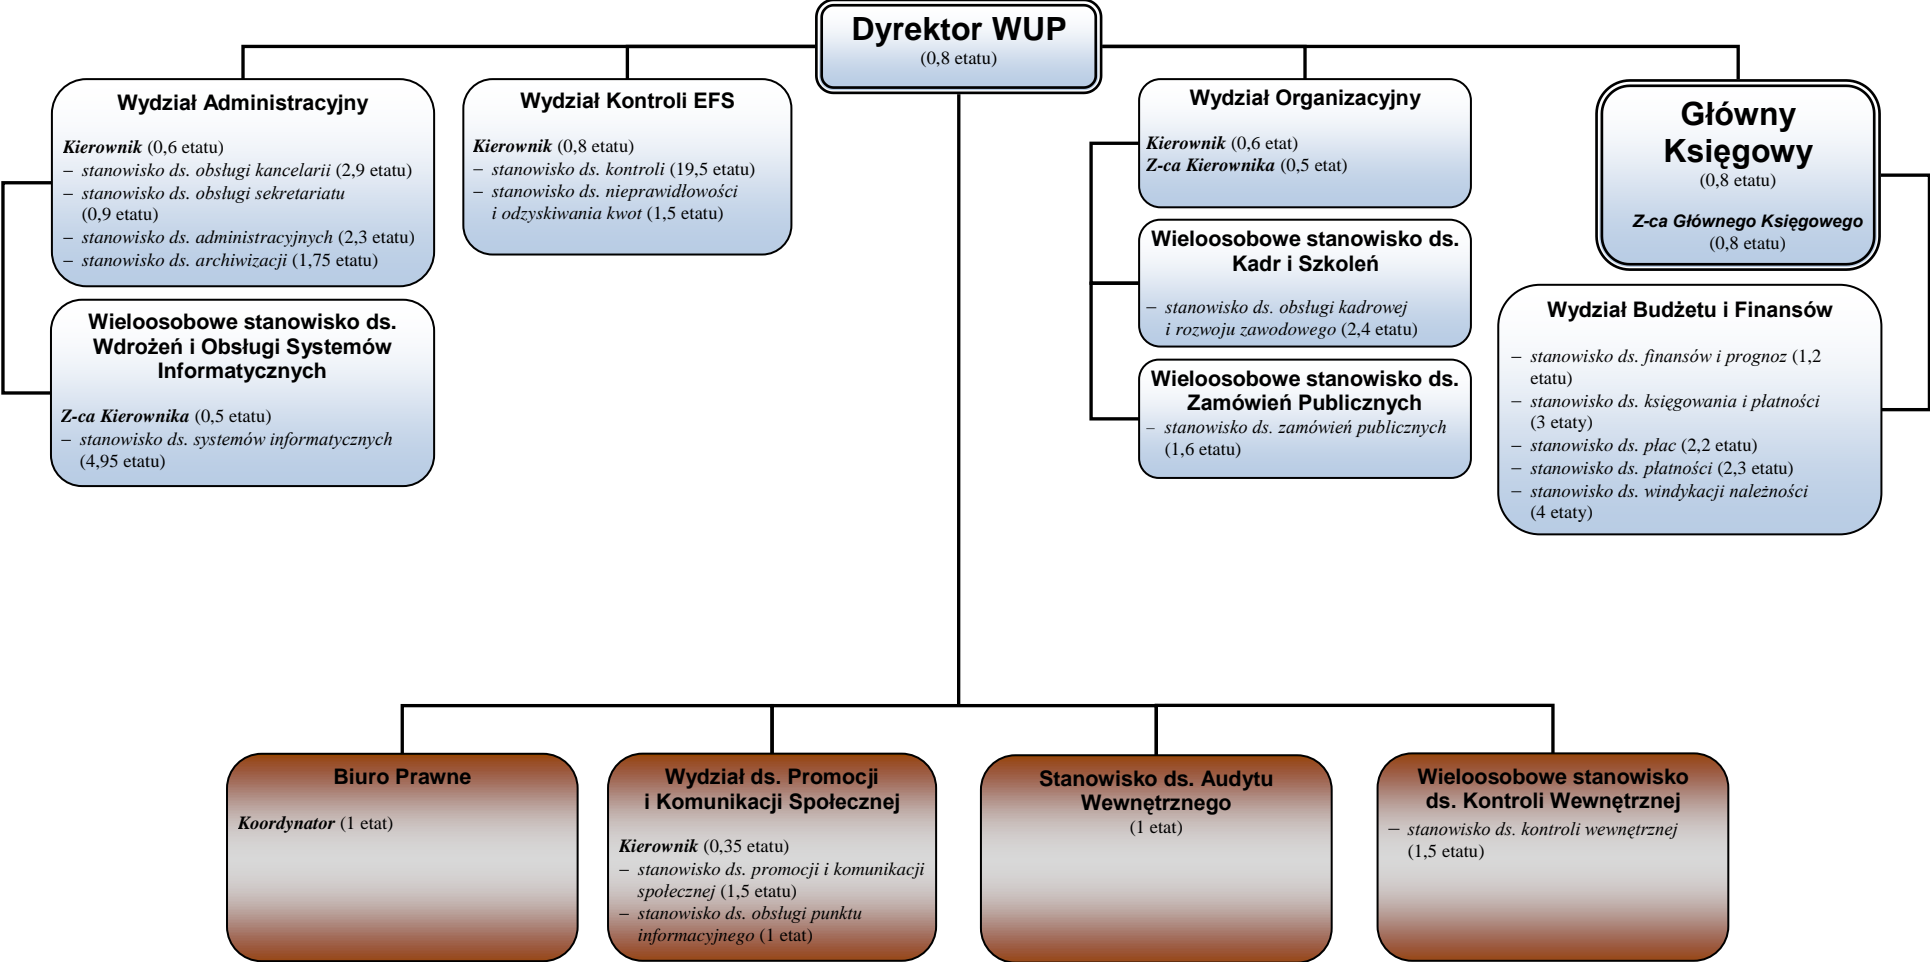 Dyrektor WUP
(0,8 etatu)
Wydział Administracyjny
Kierownik (0,6 etatu)
– stanowisko ds. obsługi kancelarii (2,9 etatu)
– stanowisko ds. obsługi sekretariatu
(0,9 etatu)
– stanowisko ds. administracyjnych (2,3 etatu)
– stanowisko ds. archiwizacji (1,75 etatu)
Wieloosobowe stanowisko ds.
Wdrożeń i Obsługi Systemów
Informatycznych
Z-ca Kierownika (0,5 etatu)
– stanowisko ds. systemów informatycznych
(4,95 etatu)
Wydział Kontroli EFS
Kierownik (0,8 etatu)
– stanowisko ds. kontroli (19,5 etatu)
– stanowisko ds. nieprawidłowości
i odzyskiwania kwot (1,5 etatu)
Wydział Organizacyjny
Kierownik (0,6 etat)
Z-ca Kierownika (0,5 etat)
Wieloosobowe stanowisko ds.
Kadr i Szkoleń
– stanowisko ds. obsługi kadrowej
i rozwoju zawodowego (2,4 etatu)
Wieloosobowe stanowisko ds.
Zamówień Publicznych
– stanowisko ds. zamówień publicznych
(1,6 etatu)
Główny
Księgowy
(0,8 etatu)
Z-ca Głównego Księgowego
(0,8 etatu)
Wydział Budżetu i Finansów
– stanowisko ds. finansów i prognoz (1,2
etatu)
– stanowisko ds. księgowania i płatności
(3 etaty)
– stanowisko ds. płac (2,2 etatu)
– stanowisko ds. płatności (2,3 etatu)
– stanowisko ds. windykacji należności
(4 etaty)
Biuro Prawne
Koordynator (1 etat)
Wydział ds. Promocji
i Komunikacji Społecznej
Kierownik (0,35 etatu)
– stanowisko ds. promocji i komunikacji
społecznej (1,5 etatu)
– stanowisko ds. obsługi punktu
informacyjnego (1 etat)
Stanowisko ds. Audytu
Wewnętrznego
(1 etat)
Wieloosobowe stanowisko
ds. Kontroli Wewnętrznej
– stanowisko ds. kontroli wewnętrznej
(1,5 etatu)